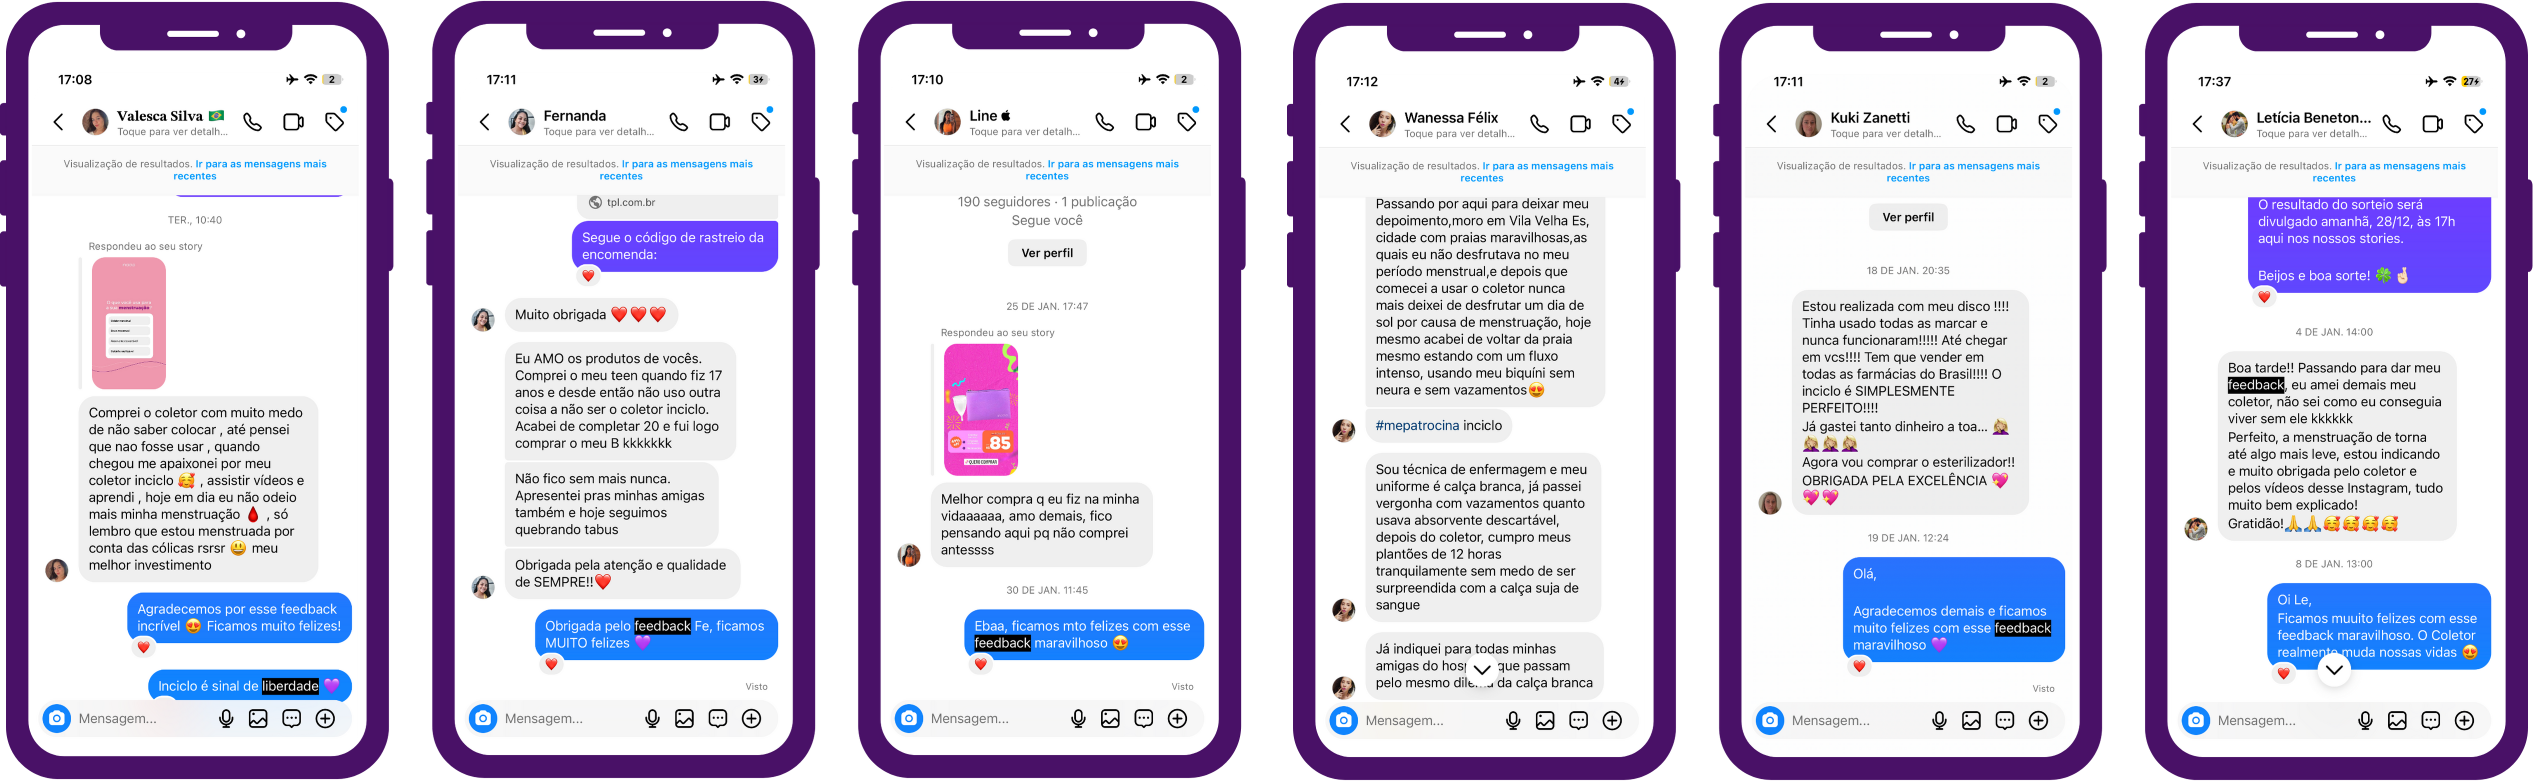 17:08
2
Valesca Silva 🇧🇷
Toque para ver detalh...
Visualização de resultados. Ir para as mensagens mais
recentes
TER., 10:40
Respondeu ao seu story
Comprei o coletor com muito medo
de não saber colocar , até pensei
que nao fosse usar , quando
chegou me apaixonei por meu
coletor inciclo 🥰 , assistir vídeos e
aprendi , hoje em dia eu não odeio
mais minha menstruação 🩸 , só
lembro que estou menstruada por
conta das cólicas rsrsr 😃 meu
melhor investimento
Agradecemos por esse feedback
incrível 😍 Ficamos muito felizes!
❤️
Inciclo é sinal de liberdade 💜
Mensagem...
17:11
3
Fernanda
Toque para ver detalh...
Visualização de resultados. Ir para as mensagens mais
recentes
tpl.com.br
Segue o código de rastreio da
encomenda:
❤️
Muito obrigada ❤️❤️❤️
Eu AMO os produtos de vocês.
Comprei o meu teen quando fiz 17
anos e desde então não uso outra
coisa a não ser o coletor inciclo.
Acabei de completar 20 e fui logo
comprar o meu B kkkkkkk
Não fico sem mais nunca.
Apresentei pras minhas amigas
também e hoje seguimos
quebrando tabus
Obrigada pela atenção e qualidade
de SEMPRE!!❤️
Obrigada pelo feedback Fe, ficamos
MUITO felizes 💜
❤️
Visto
Mensagem...
17:10
2
Line
Toque para ver detalh...
Visualização de resultados. Ir para as mensagens mais
recentes
190 seguidores · 1 publicação
Segue você
Ver perfil
25 DE JAN. 17:47
Respondeu ao seu story
85
QUERO COMPRAR
Melhor compra q eu fiz na minha
vidaaaaaa, amo demais, fico
pensando aqui pq não comprei
antessss
30 DE JAN. 11:45
Ebaa, ficamos mto felizes com esse
feedback maravilhoso 😍
❤️
Visto
Mensagem...
17:12
4
Wanessa Félix
Toque para ver detalh...
Visualização de resultados. Ir para as mensagens mais
recentes
Passando por aqui para deixar meu
depoimento,moro em Vila Velha Es,
cidade com praias maravilhosas,as
quais eu não desfrutava no meu
período menstrual,e depois que
comecei a usar o coletor nunca
mais deixei de desfrutar um dia de
sol por causa de menstruação, hoje
mesmo acabei de voltar da praia
mesmo estando com um fluxo
intenso, usando meu biquíni sem
neura e sem vazamentos😍
#mepatrocina inciclo
Sou técnica de enfermagem e meu
uniforme é calça branca, já passei
vergonha com vazamentos quanto
usava absorvente descartável,
depois do coletor, cumpro meus
plantões de 12 horas
tranquilamente sem medo de ser
surpreendida com a calça suja de
sangue
Já indiquei para todas minhas
amigas do hosp que passam
pelo mesmo dilema da calça branca
Mensagem...
17:11
2
Kuki Zanetti
Toque para ver detalh...
Visualização de resultados. Ir para as mensagens mais
recentes
Ver perfil
18 DE JAN. 20:35
Estou realizada com meu disco !!!!
Tinha usado todas as marcar e
nunca funcionaram!!!!! Até chegar
em vcs!!!! Tem que vender em
todas as farmácias do Brasil!!!! O
inciclo é SIMPLESMENTE
PERFEITO!!!!
Já gastei tanto dinheiro a toa... 🤦🏼‍♀️
🤦🏼‍♀️🤦🏼‍♀️🤦🏼‍♀️
Agora vou comprar o esterilizador!!
OBRIGADA PELA EXCELÊNCIA 💖
💖💖
19 DE JAN. 12:24
Olá,
Agradecemos demais e ficamos
muito felizes com esse feedback
maravilhoso 💜
❤️
Visto
Mensagem...
17:37
27
Letícia Beneton...
Toque para ver detalh...
Visualização de resultados. Ir para as mensagens mais
recentes
O resultado do sorteio será
divulgado amanhã, 28/12, às 17h
aqui nos nossos stories.
Beijos e boa sorte! 🍀🤞🏻
❤️
4 DE JAN. 14:00
Boa tarde!! Passando para dar meu
feedback, eu amei demais meu
coletor, não sei como eu conseguia
viver sem ele kkkkkk
Perfeito, a menstruação de torna
até algo mais leve, estou indicando
e muito obrigada pelo coletor e
pelos vídeos desse Instagram, tudo
muito bem explicado!
Gratidão!🙏🙏🥰🥰🥰🥰
8 DE JAN. 13:00
Oi Le,
Ficamos muuito felizes com esse
feedback maravilhoso. O Coletor
realmente muda nossas vidas 😍
❤️
Mensagem...